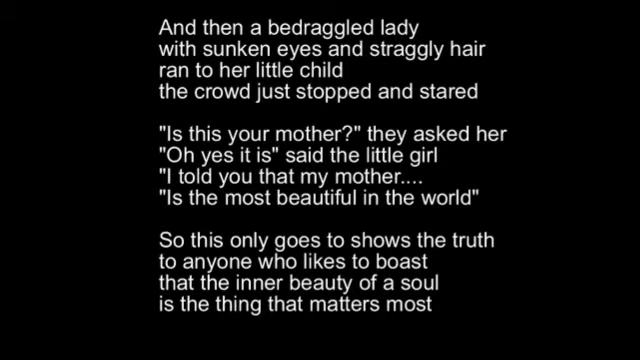 And then a bedraggled lady
with sunken eyes and straggly hair
ran to her little child
the crowd just stopped and stared
"Is this your mother?" they asked her
"Oh yes it is" said the little girl
"I told you that my mother....
"Is the most beautiful in the world"
So this only goes to shows the truth
to anyone who likes to boast
that the inner beauty of a soul
is the thing that matters most